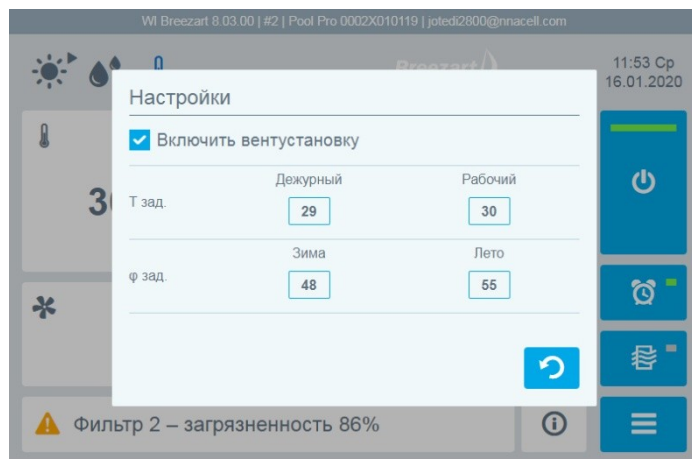 WI Breezart 8.03.00 | #2 | Pool Pro 0002X010119 | jotedi2800@nnacell.com
Breezart
11:53 Ср
16.01.2020
Настройки
Включить вентустановку
Дежурный Рабочий
Т зад. 29 30
Зима Лето
φ зад. 48 55
Фильтр 2 – загрязненность 86%